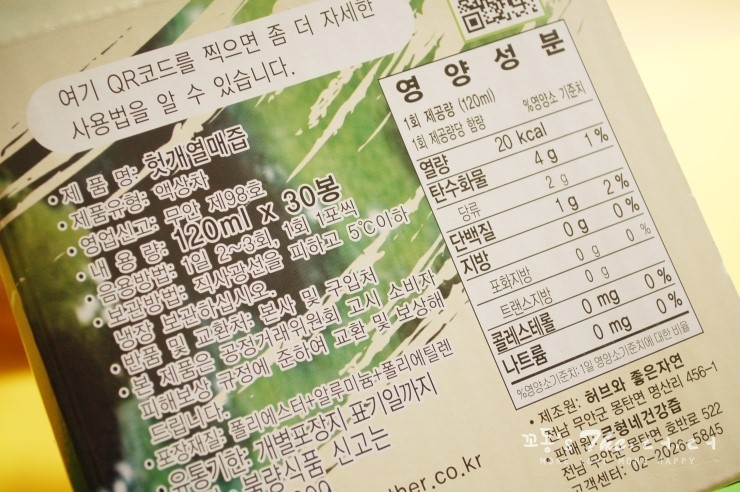 여기 QR코드를 찍으면 좀 더 자세한
사용법을 알 수 있습니다.
•제 품 명: 헛개열매즙
•제품유형: 액상차
•영업신고: 무안 제98호
•내 용 량: 120ml x 30봉
•음용방법: 1일 2~3회, 1회 1포씩
•보관방법: 직사광선을 피하고 5℃이하
냉장 보관하십시오.
•반품 및 교환처: 본사 및 구입처
•본 제품은 공정거래위원회 고시 소비자
피해보상 규정에 준하여 교환 및 보상해
드립니다.
•포장재질: 폴리에스터+알루미늄+폴리에틸렌
•유통기한: 개별포장지 표기일까지
불량식품 신고는
her.co.kr
영 양 성 분
1회 제공량 (120ml)
1회 제공량당 함량 %영양소 기준치
열량 20 kcal
탄수화물 4 g 1%
당류 2 g
단백질 1 g 2%
지방 0 g 0%
포화지방 0 g
트랜스지방 0 g
콜레스테롤 0 mg 0%
나트륨 0 mg 0%
%영양소기준치: 1일 영양소기준치에 대한 비율
•제조원: 허브와 좋은자연
전남 무안군 몽탄면 명산리 456-1
•판매원: 큰형네건강즙
전남 무안군 몽탄면 호반로 522
고객센터: 02-2026-5845